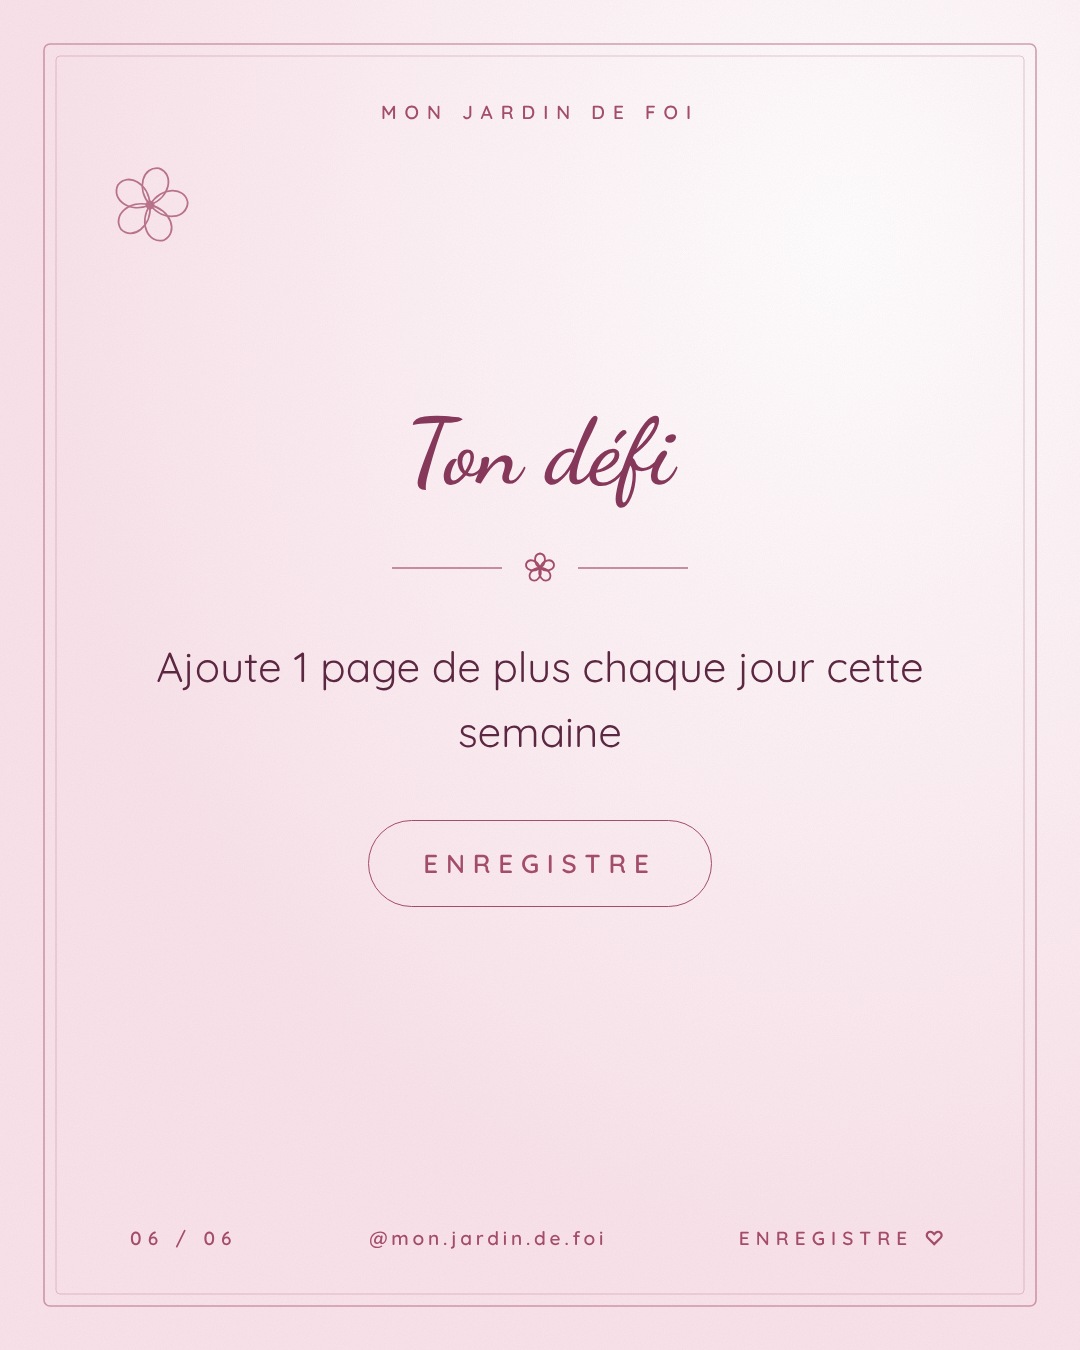 MON JARDIN DE FOI
Ton défi
Ajoute 1 page de plus chaque jour cette
semaine
ENREGISTRE
06 / 06
@mon.jardin.de.foi
ENREGISTRE ♡